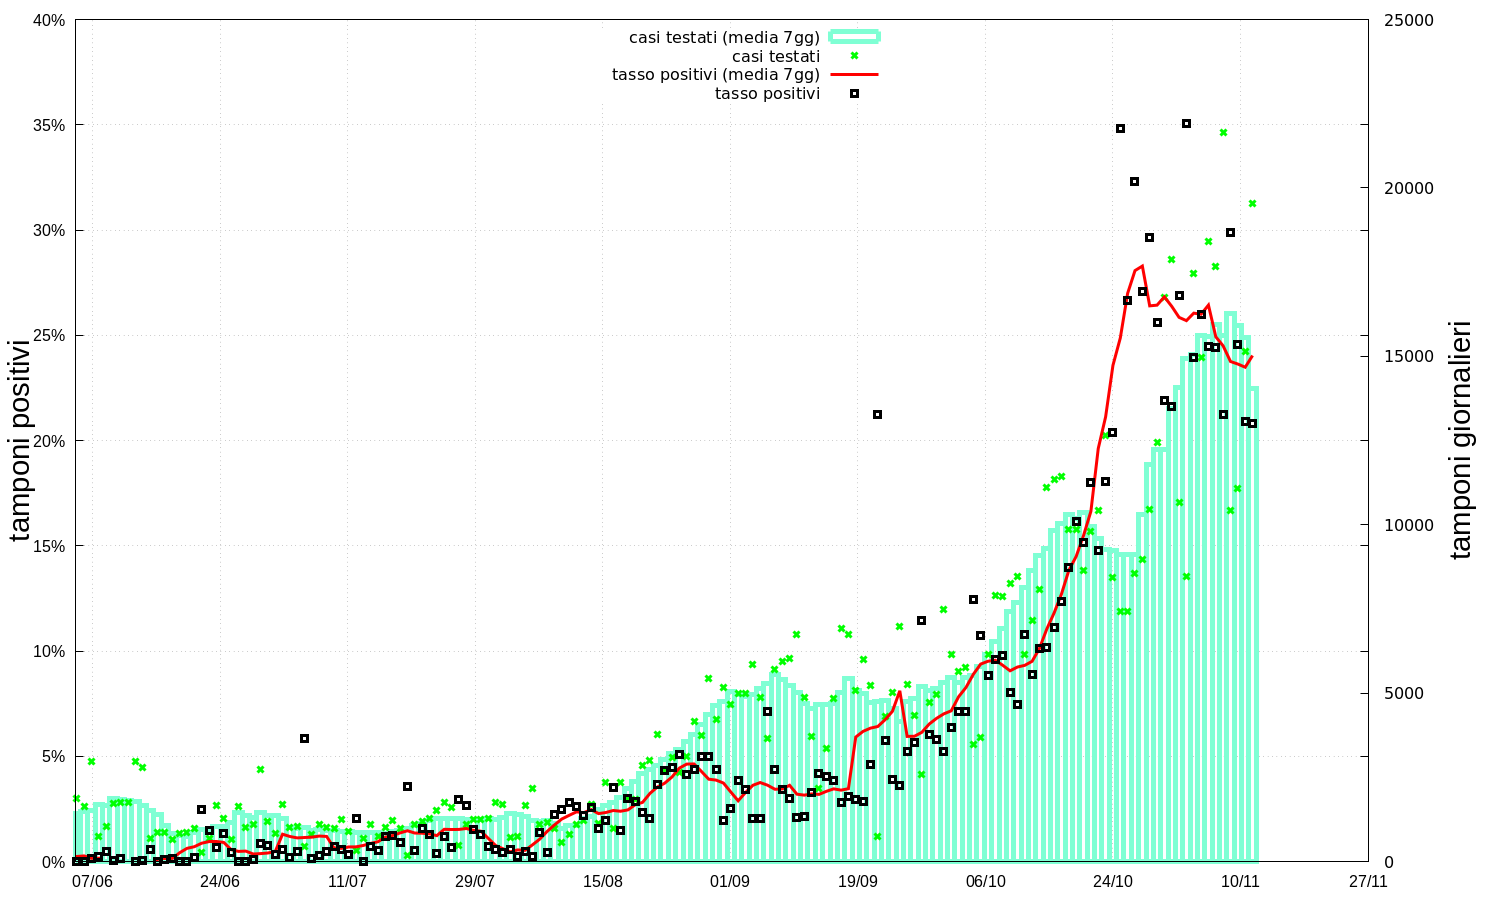 casi testati (media 7gg)
casi testati
tasso positivi (media 7gg)
tasso positivi
tamponi positivi
40%
35%
30%
25%
20%
15%
10%
5%
0%
25000
20000
15000
10000
5000
0
tamponi giornalieri
07/06 24/06 11/07 29/07 15/08 01/09 19/09 06/10 24/10 10/11 27/11